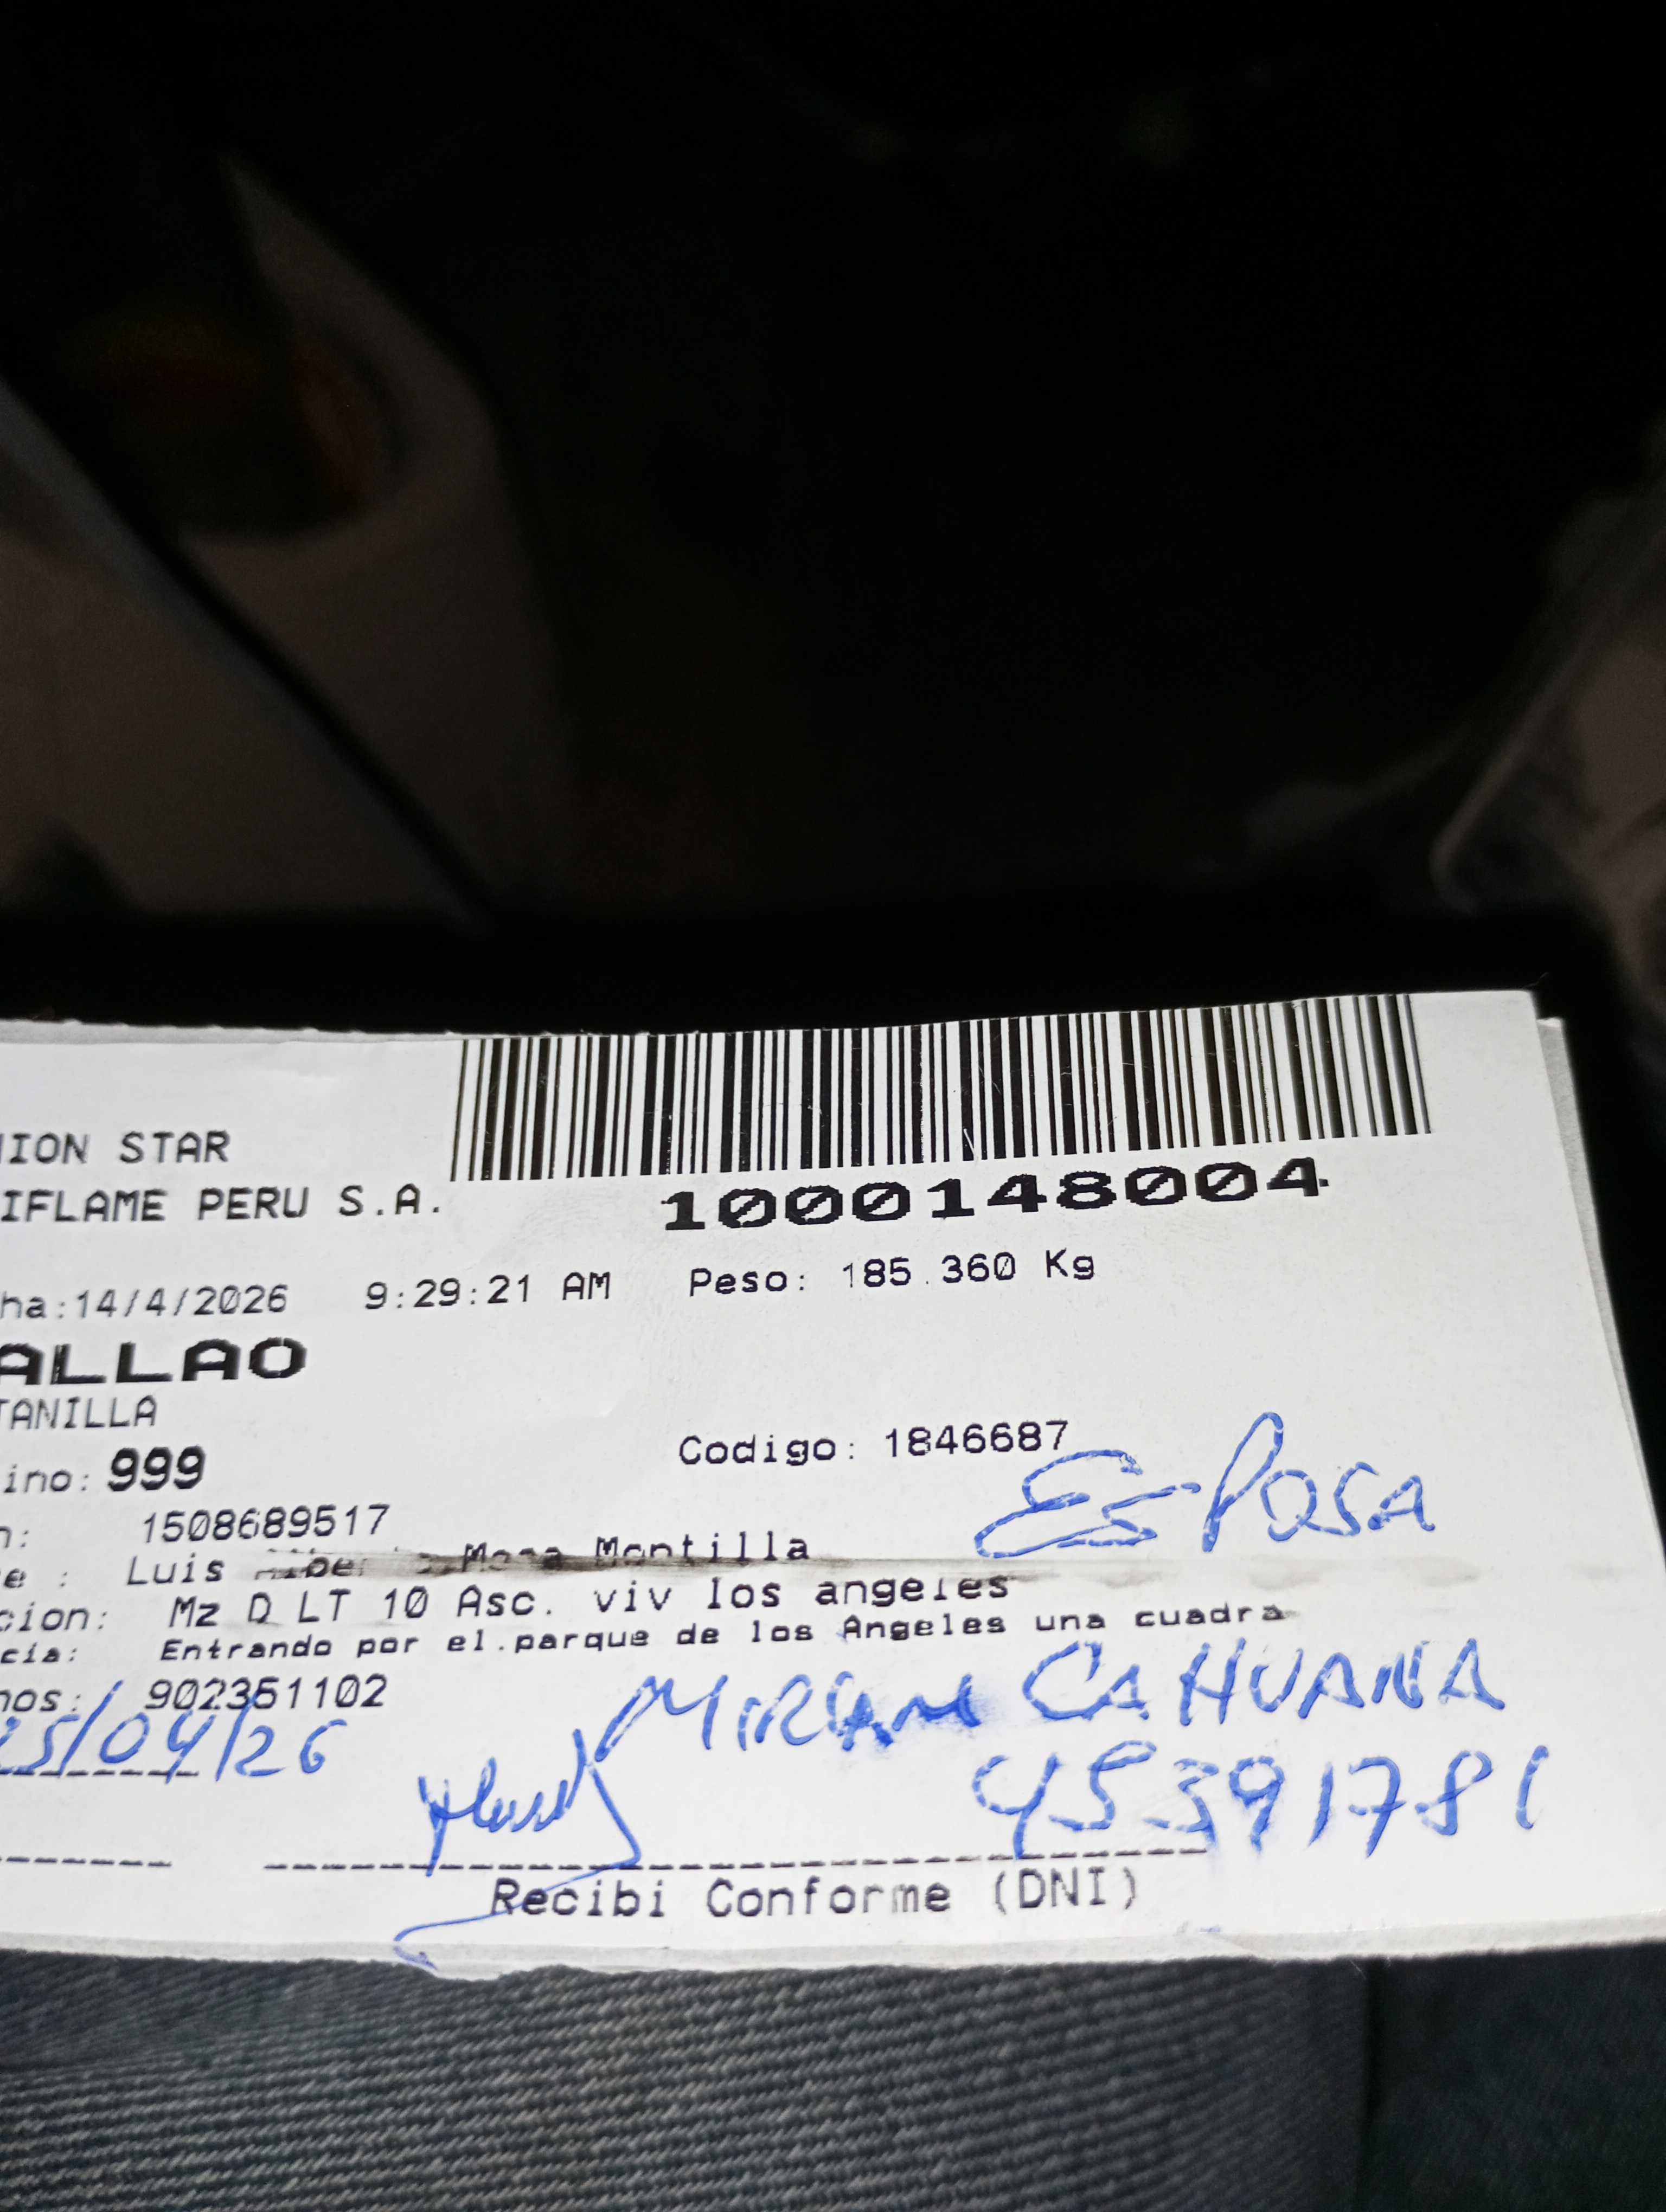 NION STAR
IFLAME PERU S.A.
1000148004
ha:14/4/2026 9:29:21 AM Peso: 185.360 Kg
ALLAO
TANILLA
ino: 999
Codigo: 1846687
ESPOSA
n: 1508689517
e : Luis Montilla
cion: Mz D LT 10 Asc. viv los angeles
cia: Entrando por el.parque de los Angeles una cuadra
nos: 902351102
MIRIAM CAHUANA
25/04/26
45391781
Recibi Conforme (DNI)